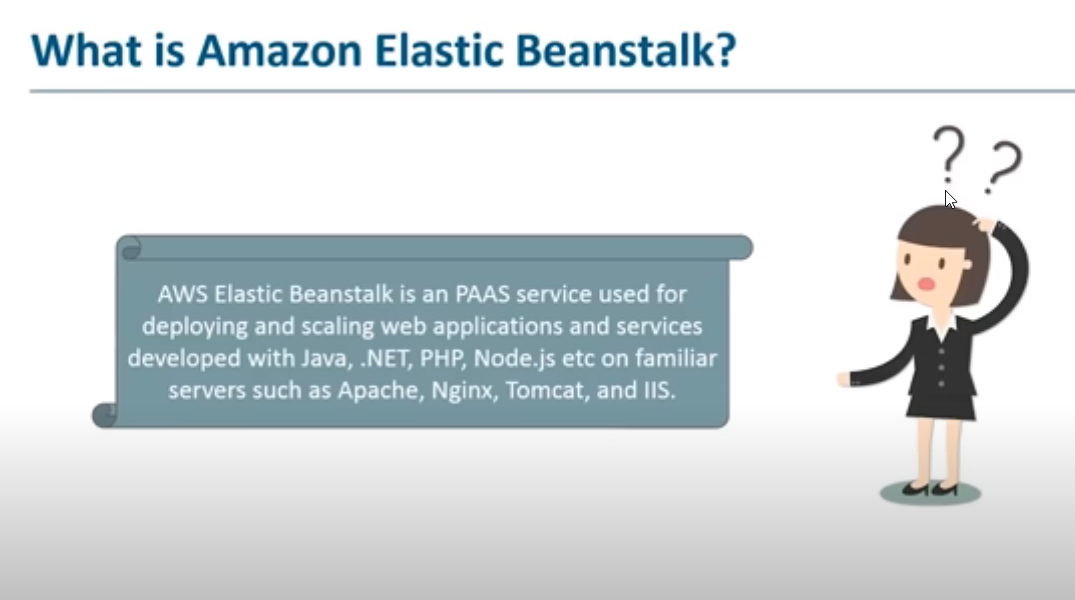 What is Amazon Elastic Beanstalk?
? ?
AWS Elastic Beanstalk is an PAAS service used for
deploying and scaling web applications and services
developed with Java, .NET, PHP, Node.js etc on familiar
servers such as Apache, Nginx, Tomcat, and IIS.